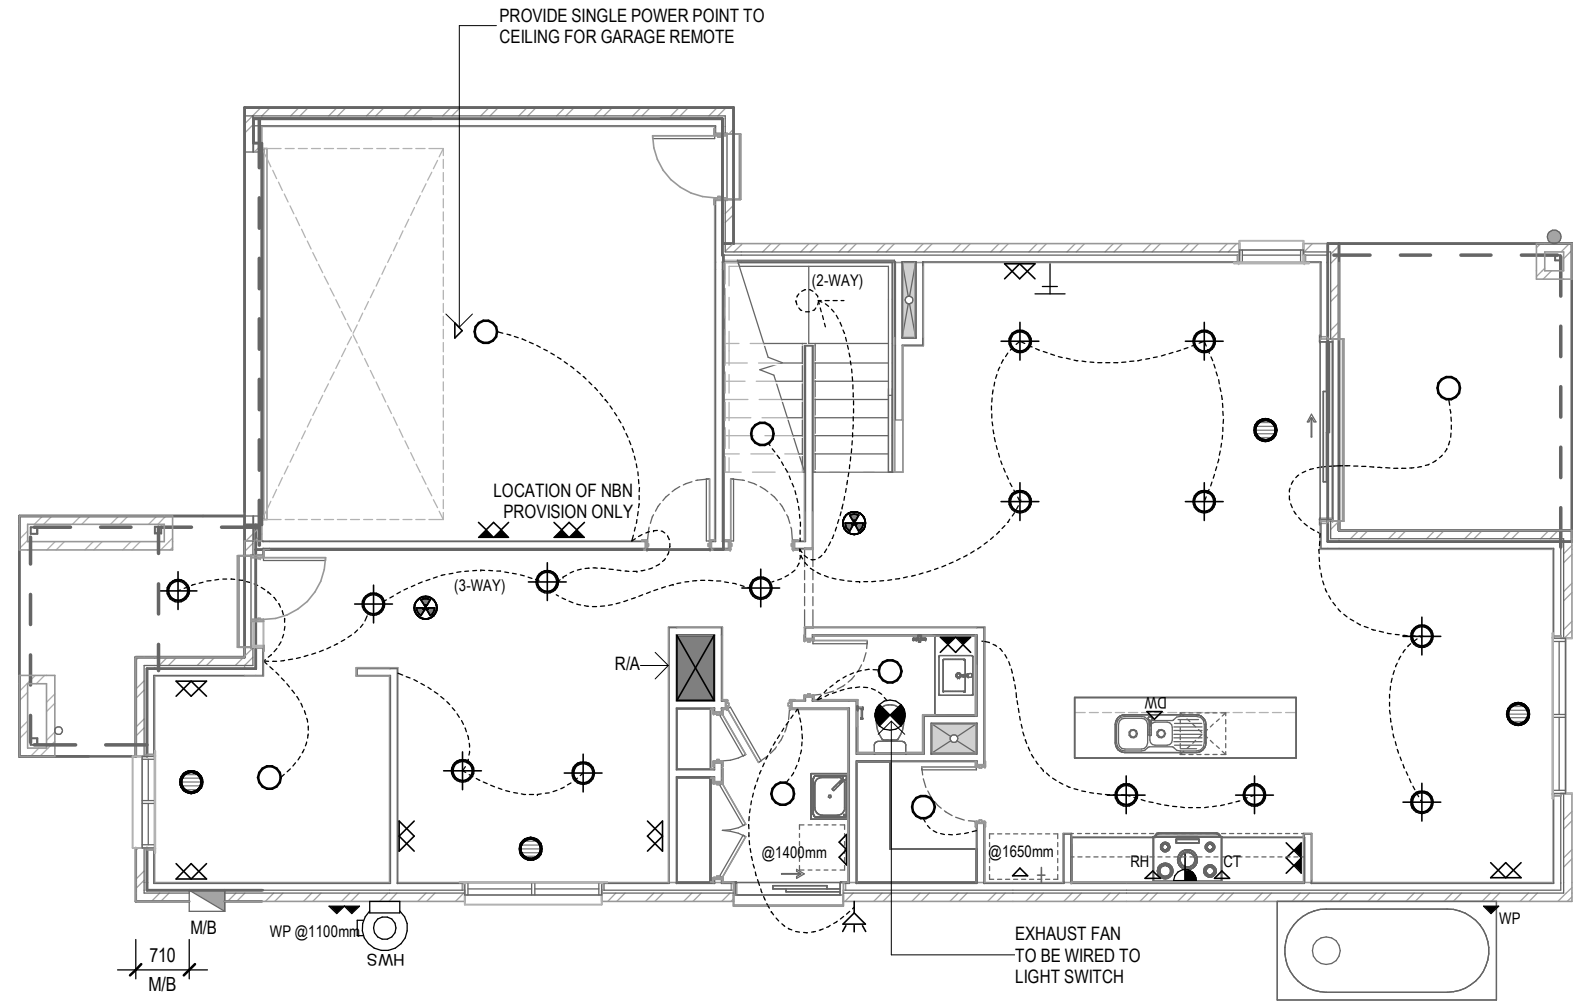 PROVIDE SINGLE POWER POINT TO
CEILING FOR GARAGE REMOTE
(2-WAY)
LOCATION OF NBN
PROVISION ONLY
(3-WAY)
R/A
DW
@1400mm
@1650mm
RH
CT
M/B
WP @1100mm
HWS
WP
710
M/B
EXHAUST FAN
TO BE WIRED TO
LIGHT SWITCH